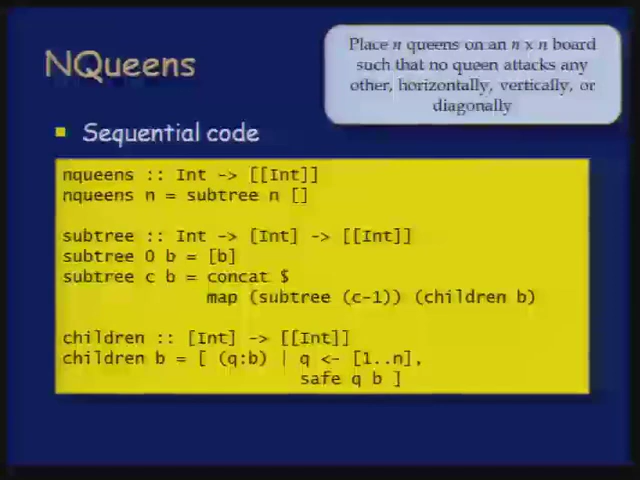 NQueens
Place n queens on an n x n board
such that no queen attacks any
other, horizontally, vertically, or
diagonally
Sequential code
nqueens :: Int -> [[Int]]
nqueens n = subtree n []
subtree :: Int -> [Int] -> [[Int]]
subtree 0 b = [b]
subtree c b = concat $
map (subtree (c-1)) (children b)
children :: [Int] -> [[Int]]
children b = [ (q:b) | q <- [1..n],
safe q b ]